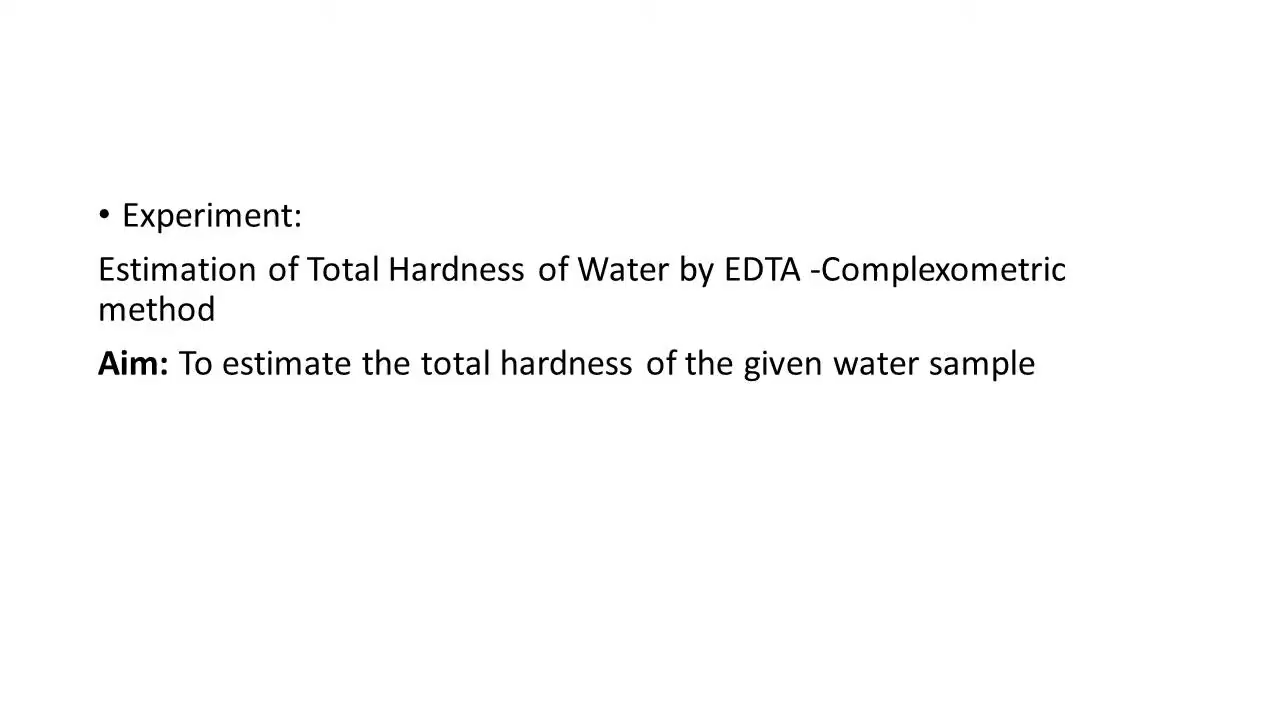 • Experiment:
Estimation of Total Hardness of Water by EDTA -Complexometric
method
Aim: To estimate the total hardness of the given water sample